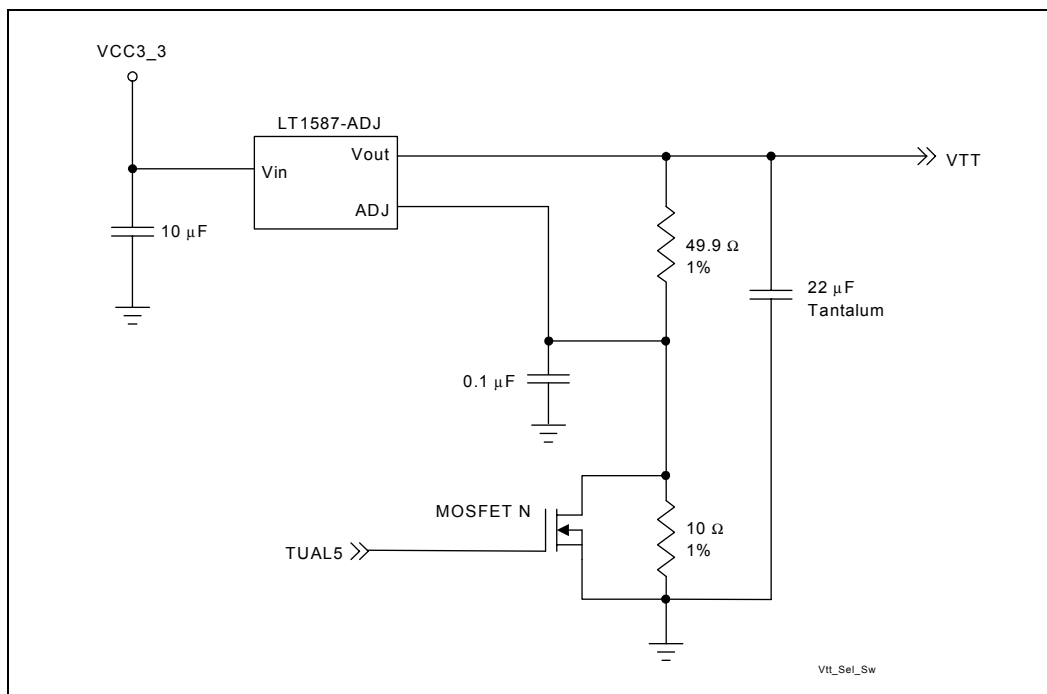 VCC3_3
LT1587-ADJ
Vin
Vout
ADJ
VTT
10 μF
49.9 Ω
1%
22 μF
Tantalum
0.1 μF
MOSFET N
TUAL5
10 Ω
1%
Vtt_Sel_Sw